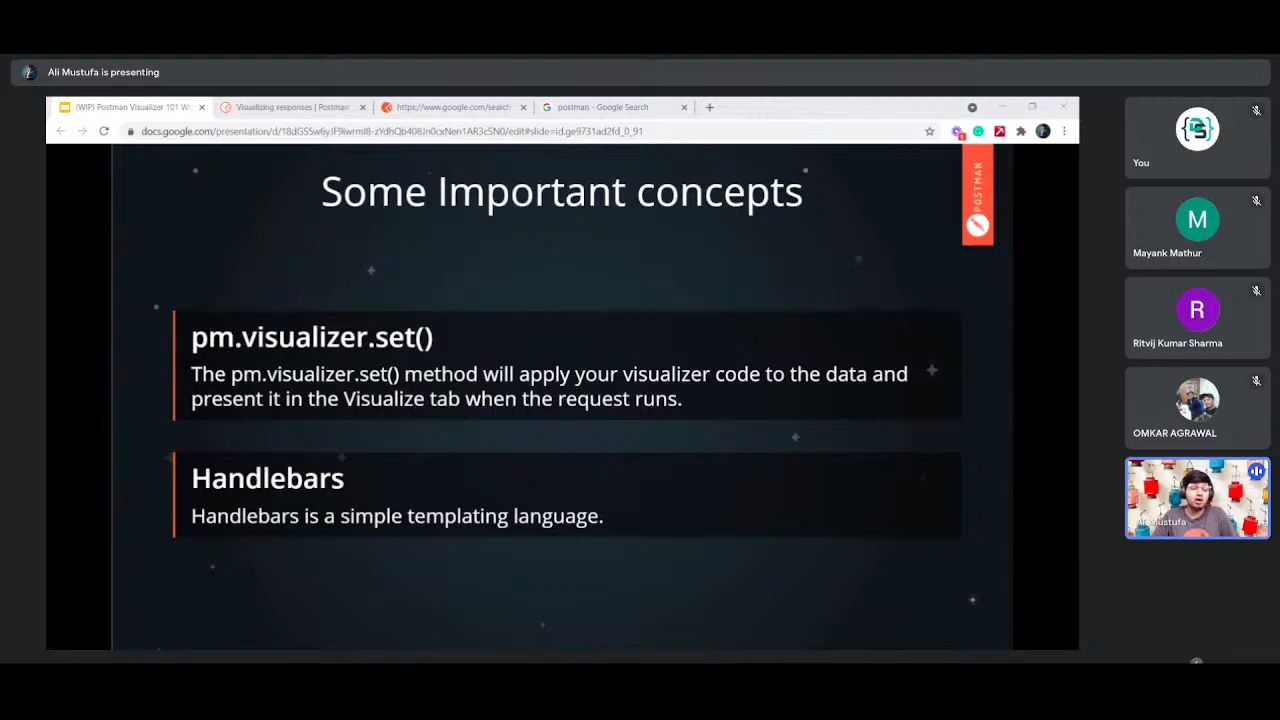 Ali Mustufa is presenting
(WIP) Postman Visualizer 101 W
Visualizing responses | Postman
https://www.google.com/search
postman - Google Search
You
Mayank Mathur
Ritvij Kumar Sharma
OMKAR AGRAWAL
Ali Mustufa
M
R
Some Important concepts
POSTMAN
pm.visualizer.set()
The pm.visualizer.set() method will apply your visualizer code to the data and
present it in the Visualize tab when the request runs.
Handlebars
Handlebars is a simple templating language.